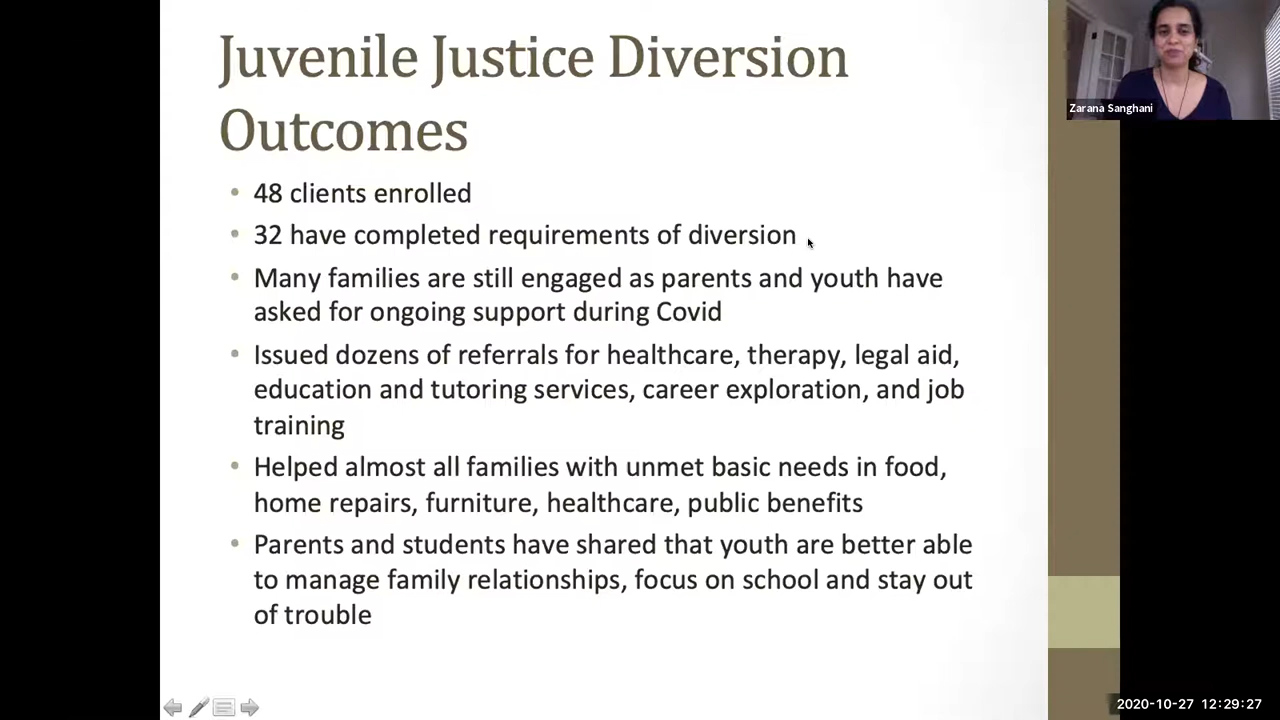 Juvenile Justice Diversion
Outcomes
• 48 clients enrolled
• 32 have completed requirements of diversion
• Many families are still engaged as parents and youth have
asked for ongoing support during Covid
• Issued dozens of referrals for healthcare, therapy, legal aid,
education and tutoring services, career exploration, and job
training
• Helped almost all families with unmet basic needs in food,
home repairs, furniture, healthcare, public benefits
• Parents and students have shared that youth are better able
to manage family relationships, focus on school and stay out
of trouble
Zarana Sanghani
2020-10-27 12:29:27